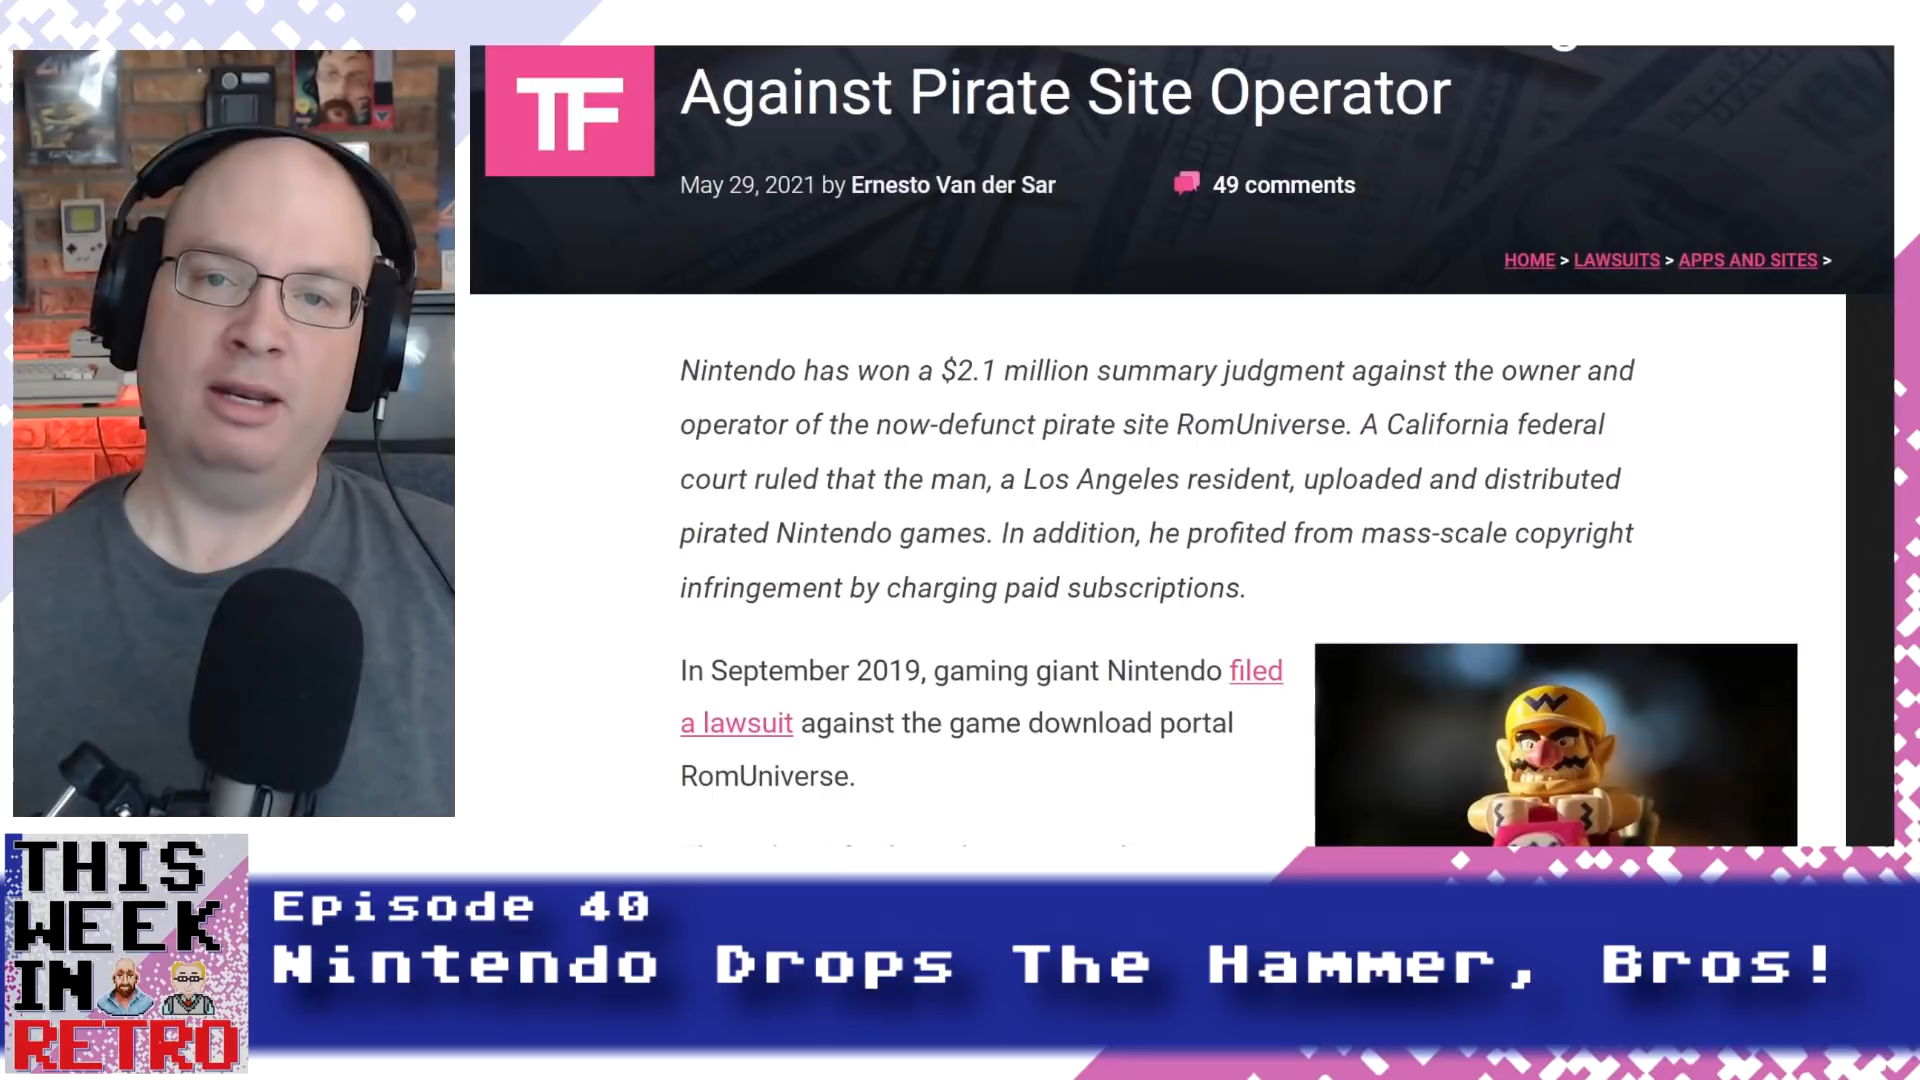 TF
Against Pirate Site Operator
May 29, 2021 by Ernesto Van der Sar
49 comments
HOME > LAWSUITS > APPS AND SITES >
Nintendo has won a $2.1 million summary judgment against the owner and
operator of the now-defunct pirate site RomUniverse. A California federal
court ruled that the man, a Los Angeles resident, uploaded and distributed
pirated Nintendo games. In addition, he profited from mass-scale copyright
infringement by charging paid subscriptions.
In September 2019, gaming giant Nintendo filed
a lawsuit against the game download portal
RomUniverse.
THIS
WEEK
IN
RETRO
Episode 40
Nintendo Drops The Hammer, Bros!